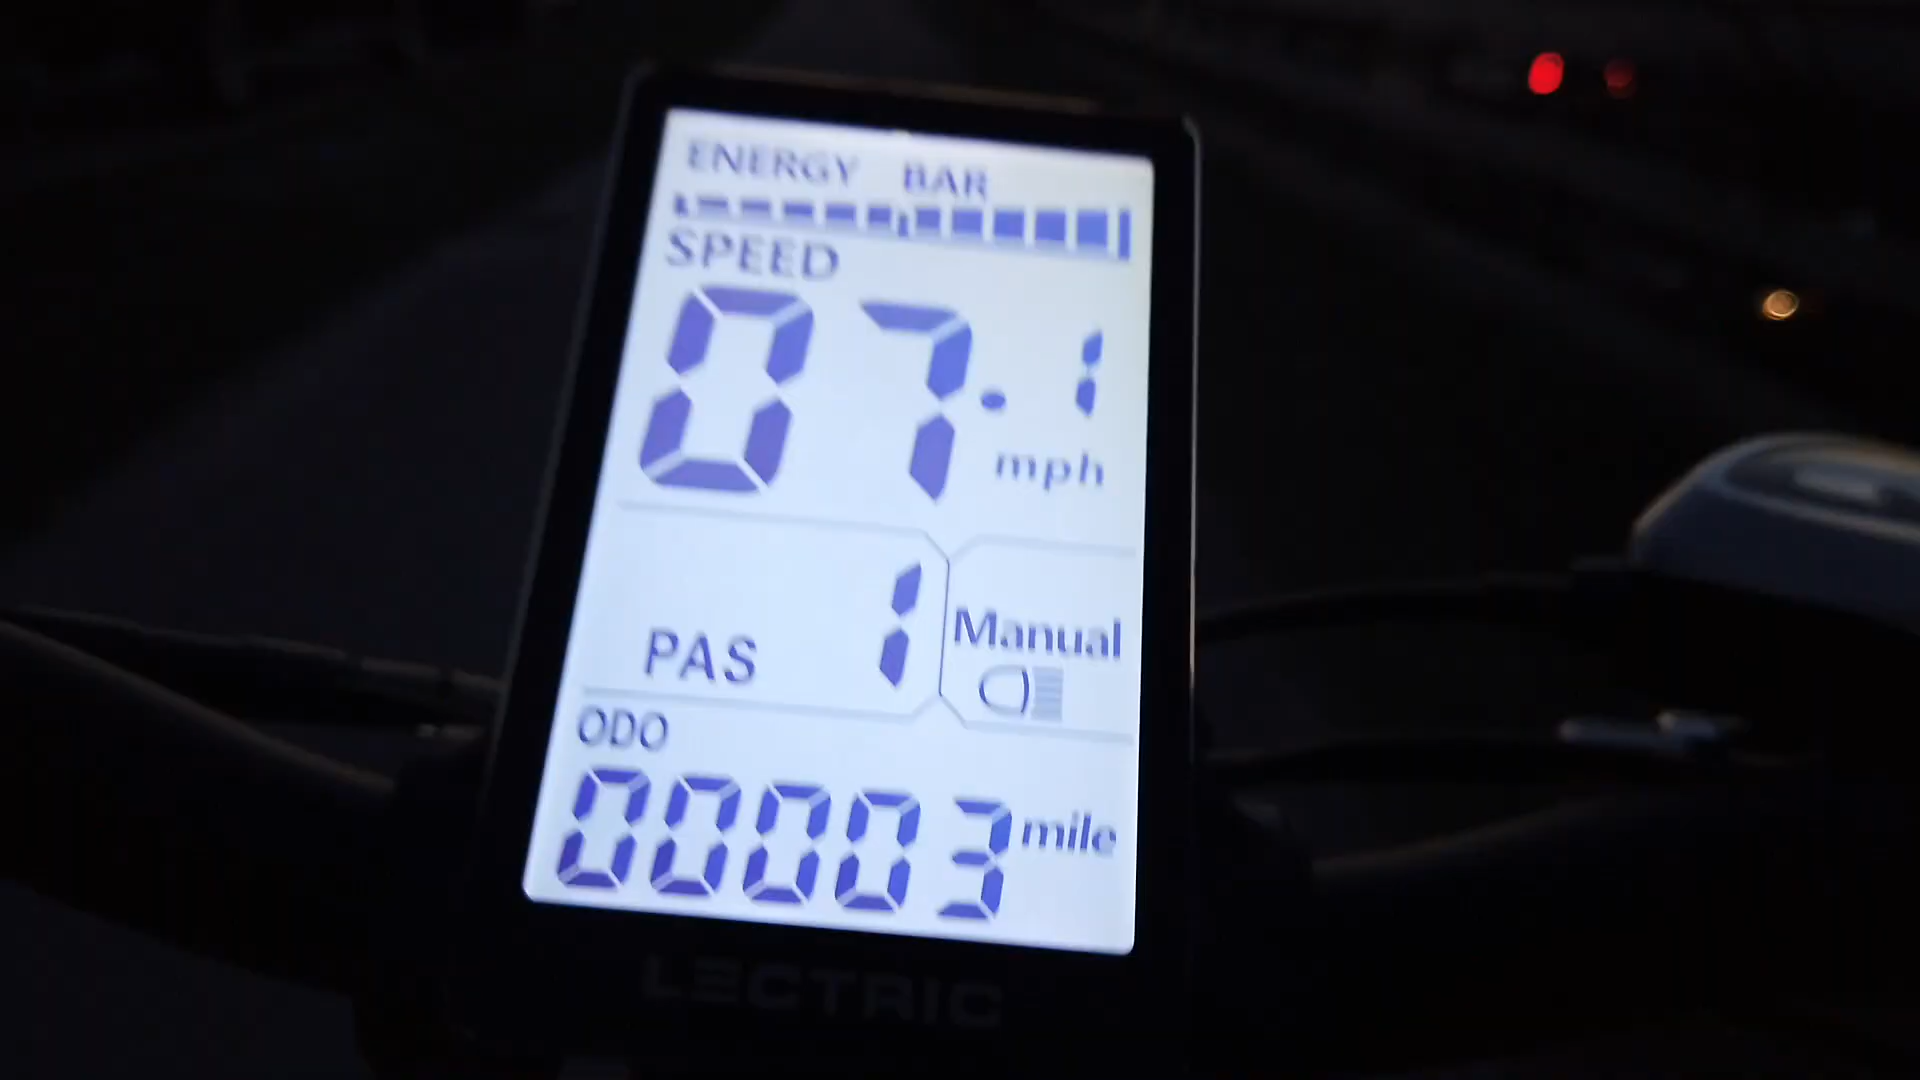 ENERGY BAR
SPEED
07.1
mph
PAS 1
Manual
ODO
00003 mile
LECTRIC